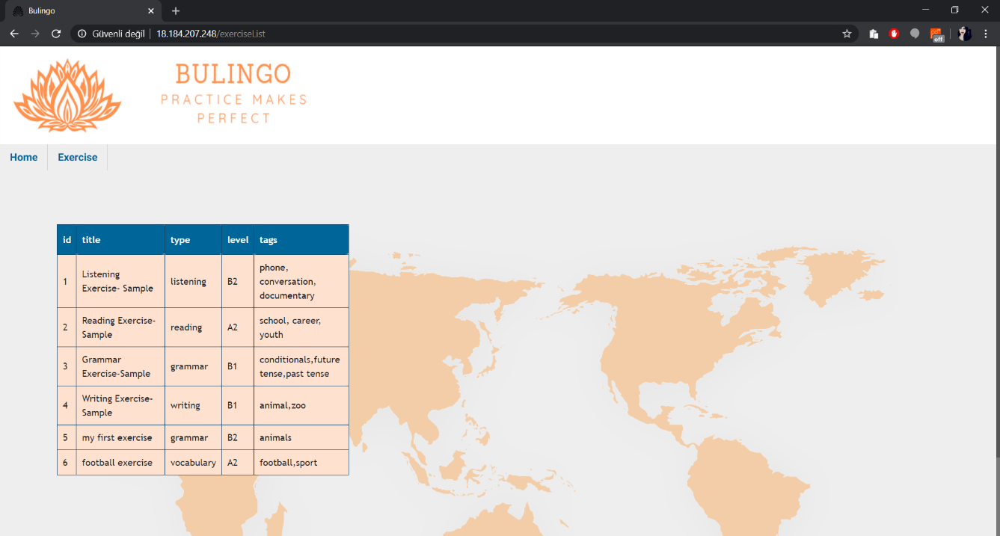 Bulingo
Güvenli değil | 18.184.207.248/exerciseList
off
BULINGO
PRACTICE MAKES
PERFECT
Home Exercise
id title type level tags
1 Listening Exercise- Sample listening B2 phone, conversation, documentary
2 Reading Exercise- Sample reading A2 school, career, youth
3 Grammar Exercise-Sample grammar B1 conditionals,future tense,past tense
4 Writing Exercise- Sample writing B1 animal,zoo
5 my first exercise grammar B2 animals
6 football exercise vocabulary A2 football,sport